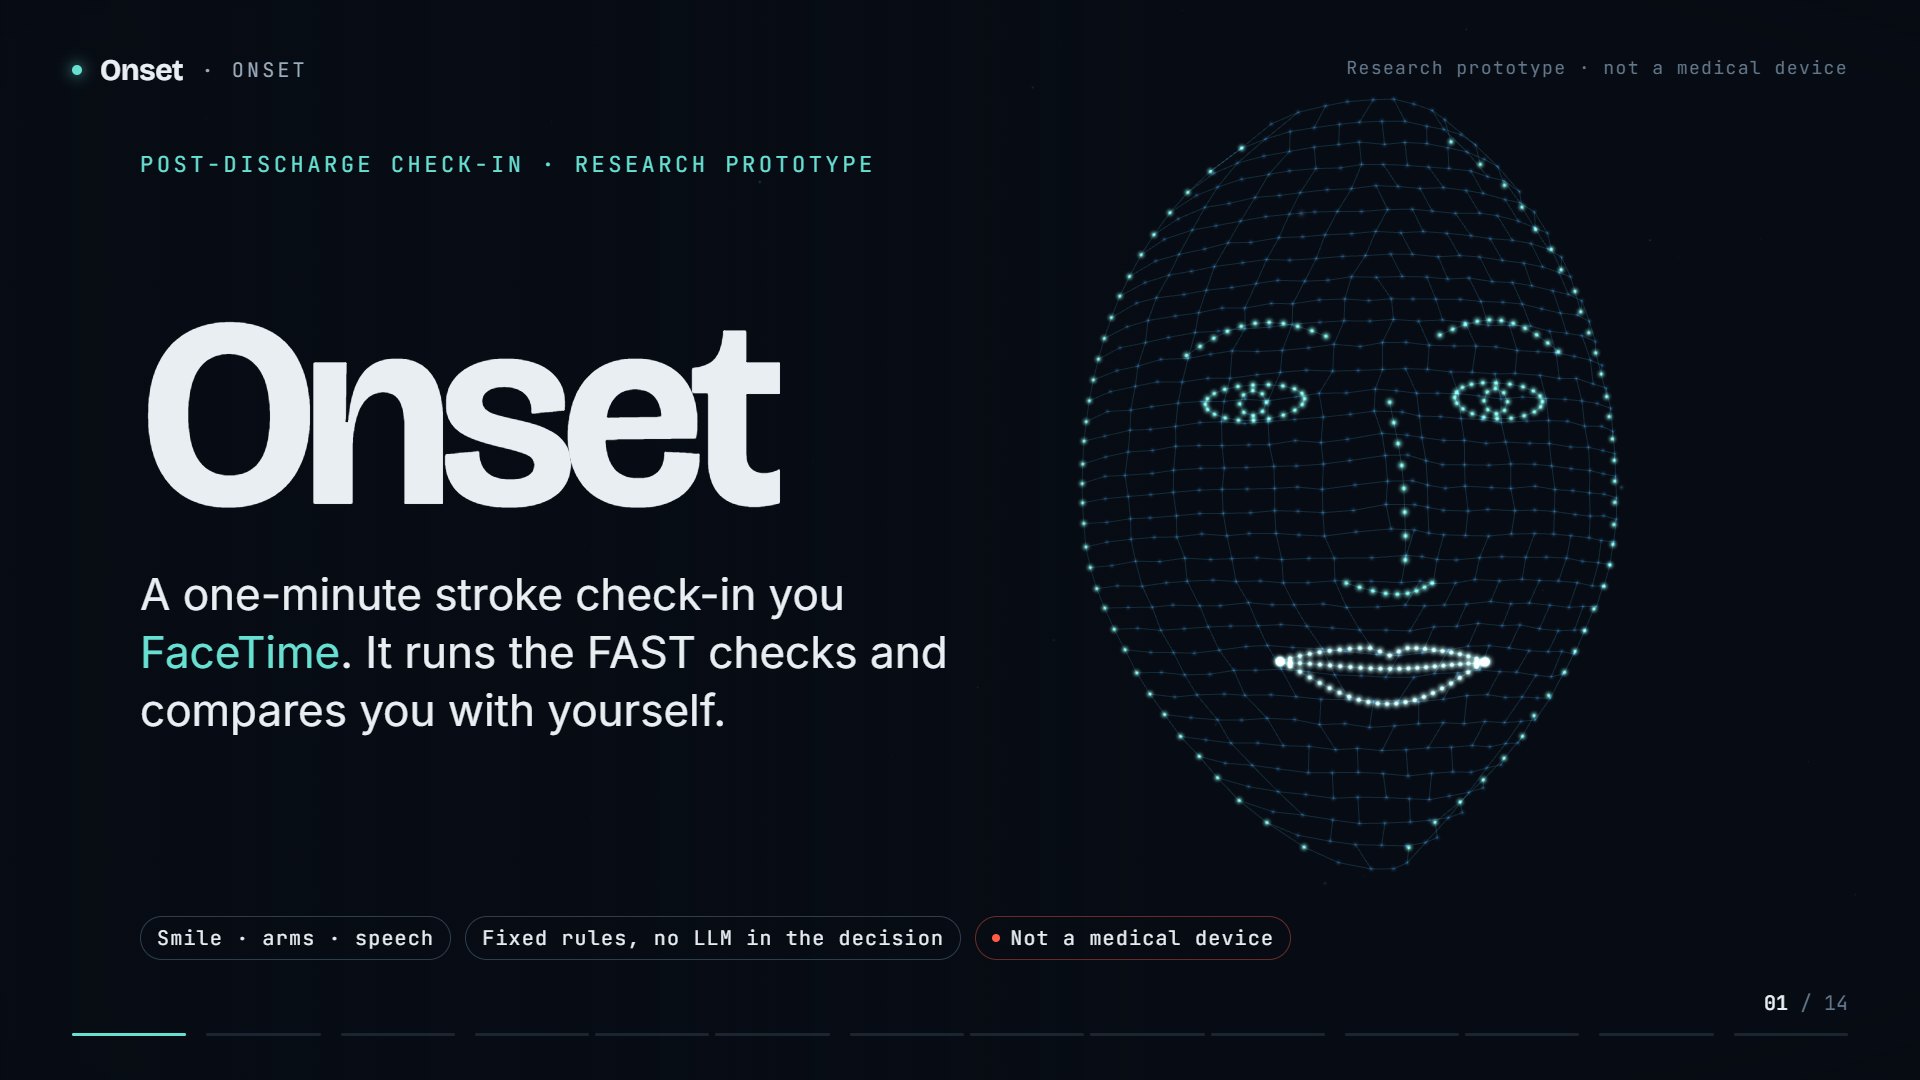 Onset · ONSET
Research prototype · not a medical device
POST-DISCHARGE CHECK-IN · RESEARCH PROTOTYPE
Onset
A one-minute stroke check-in you
FaceTime. It runs the FAST checks and
compares you with yourself.
Smile · arms · speech
Fixed rules, no LLM in the decision
Not a medical device
01 / 14